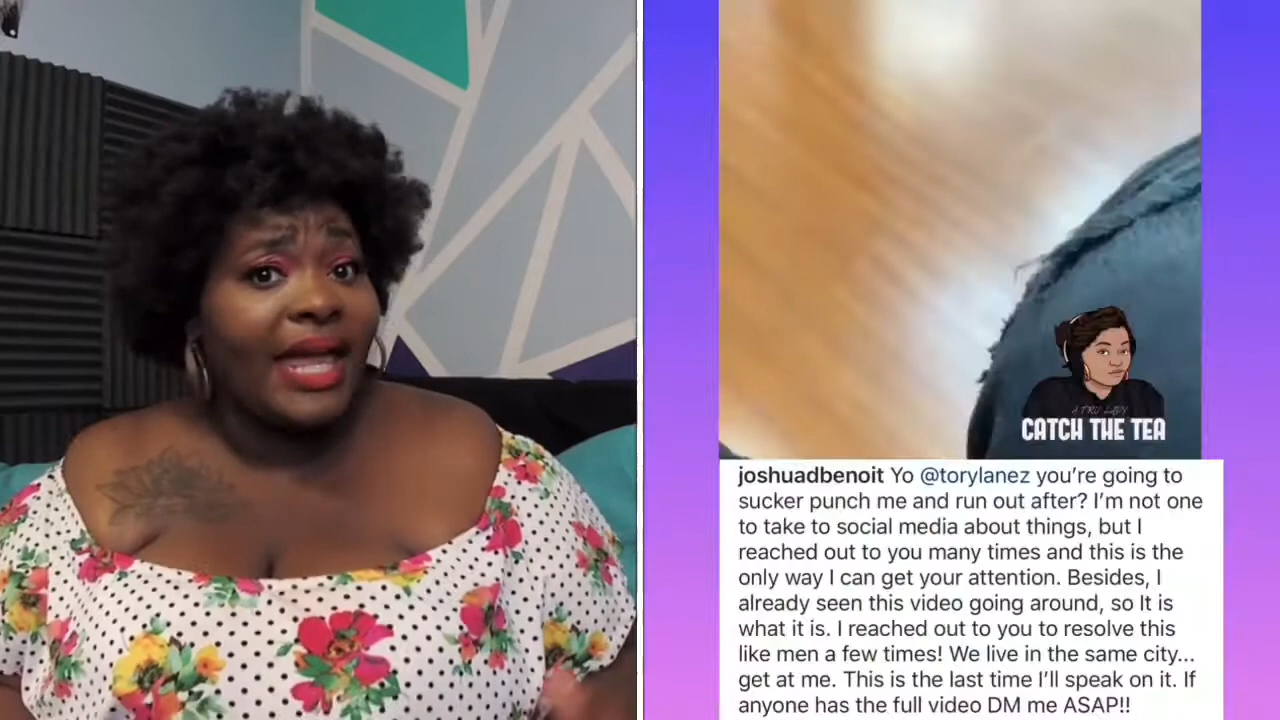 A TRU LADY
CATCH THE TEA
joshuadbenoit Yo @torylanez you’re going to
sucker punch me and run out after? I’m not one
to take to social media about things, but I
reached out to you many times and this is the
only way I can get your attention. Besides, I
already seen this video going around, so It is
what it is. I reached out to you to resolve this
like men a few times! We live in the same city...
get at me. This is the last time I’ll speak on it. If
anyone has the full video DM me ASAP!!